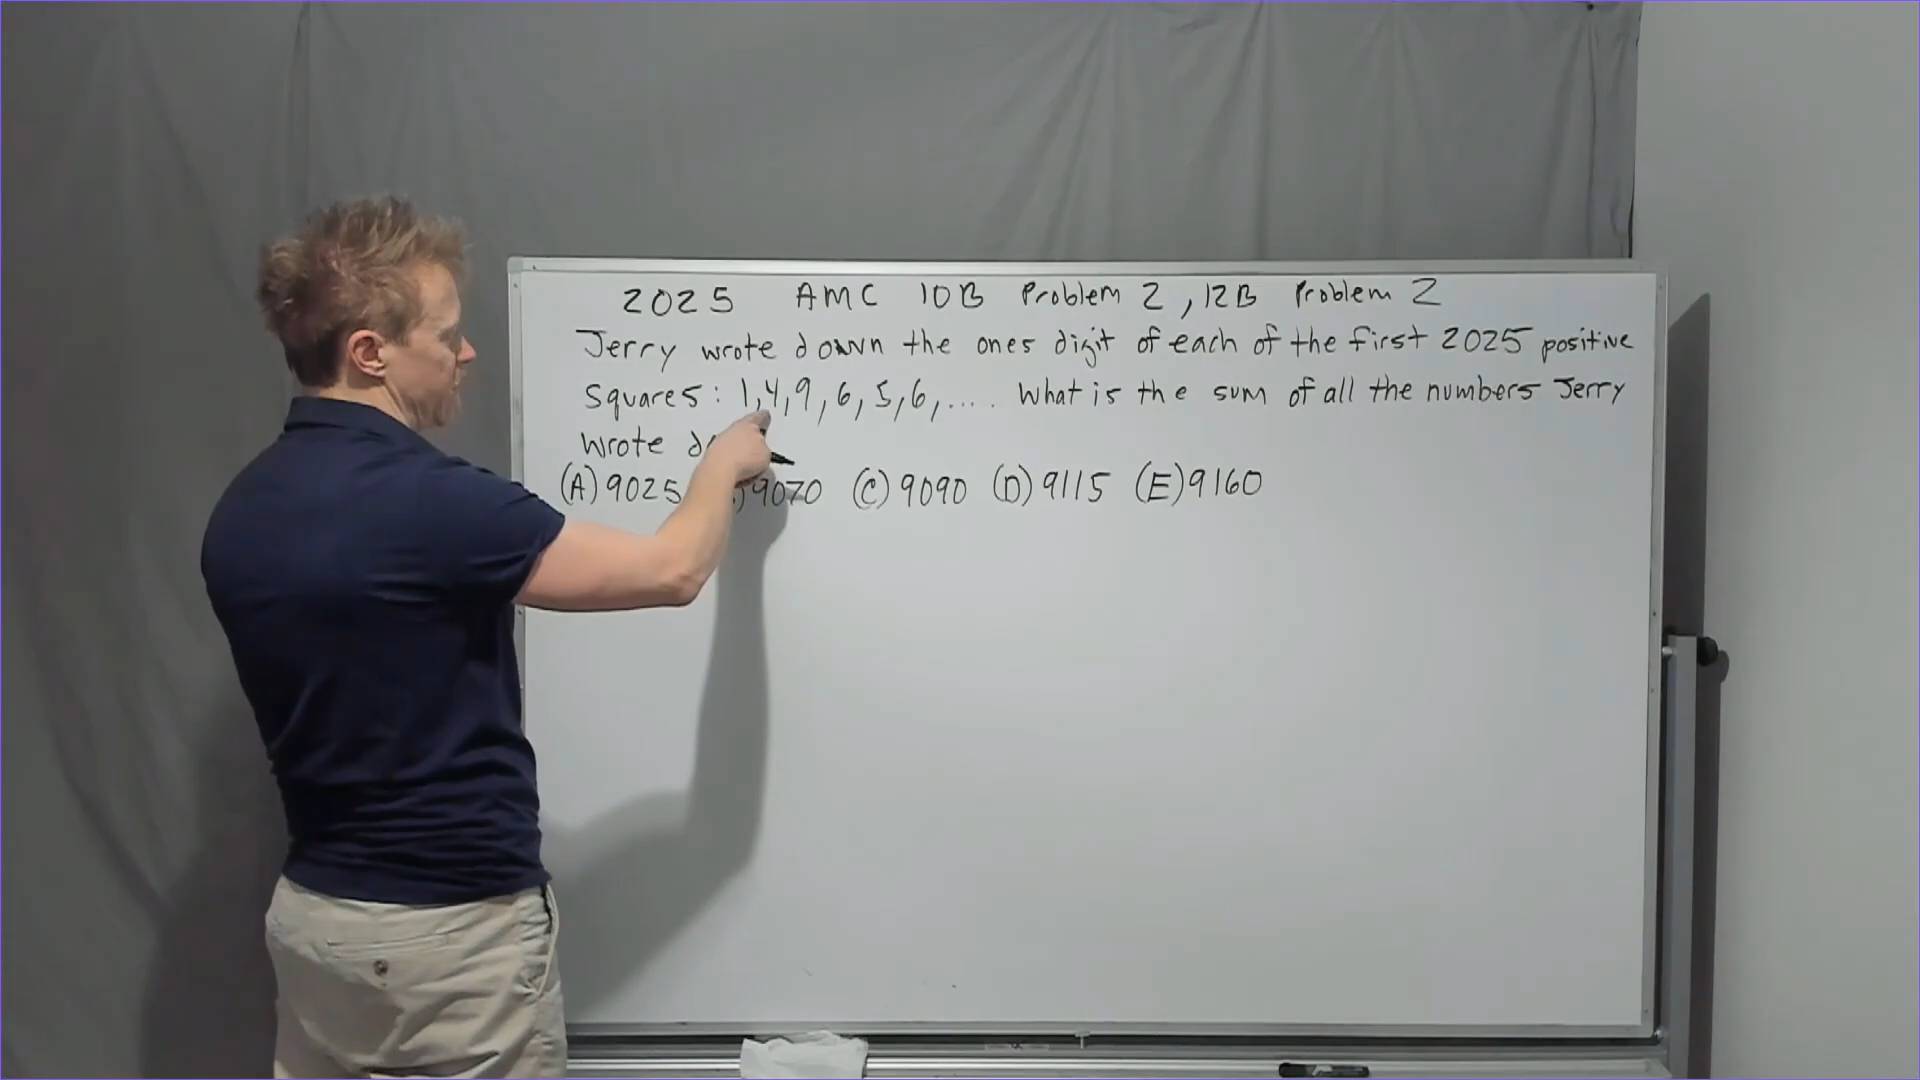 2025 AMC 10B Problem 2, 12B Problem 2
Jerry wrote down the ones digit of each of the first 2025 positive
squares: 1,4,9,6,5,6,.... What is the sum of all the numbers Jerry
wrote
(A) 9025 9070 (C) 9090 (D) 9115 (E) 9160